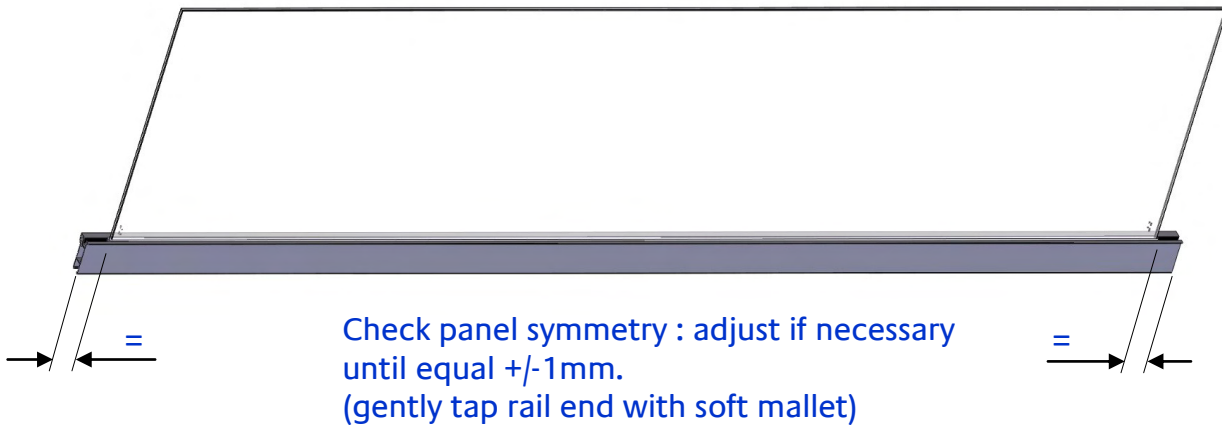 =
=
Check panel symmetry : adjust if necessary
until equal +/-1mm.
(gently tap rail end with soft mallet)